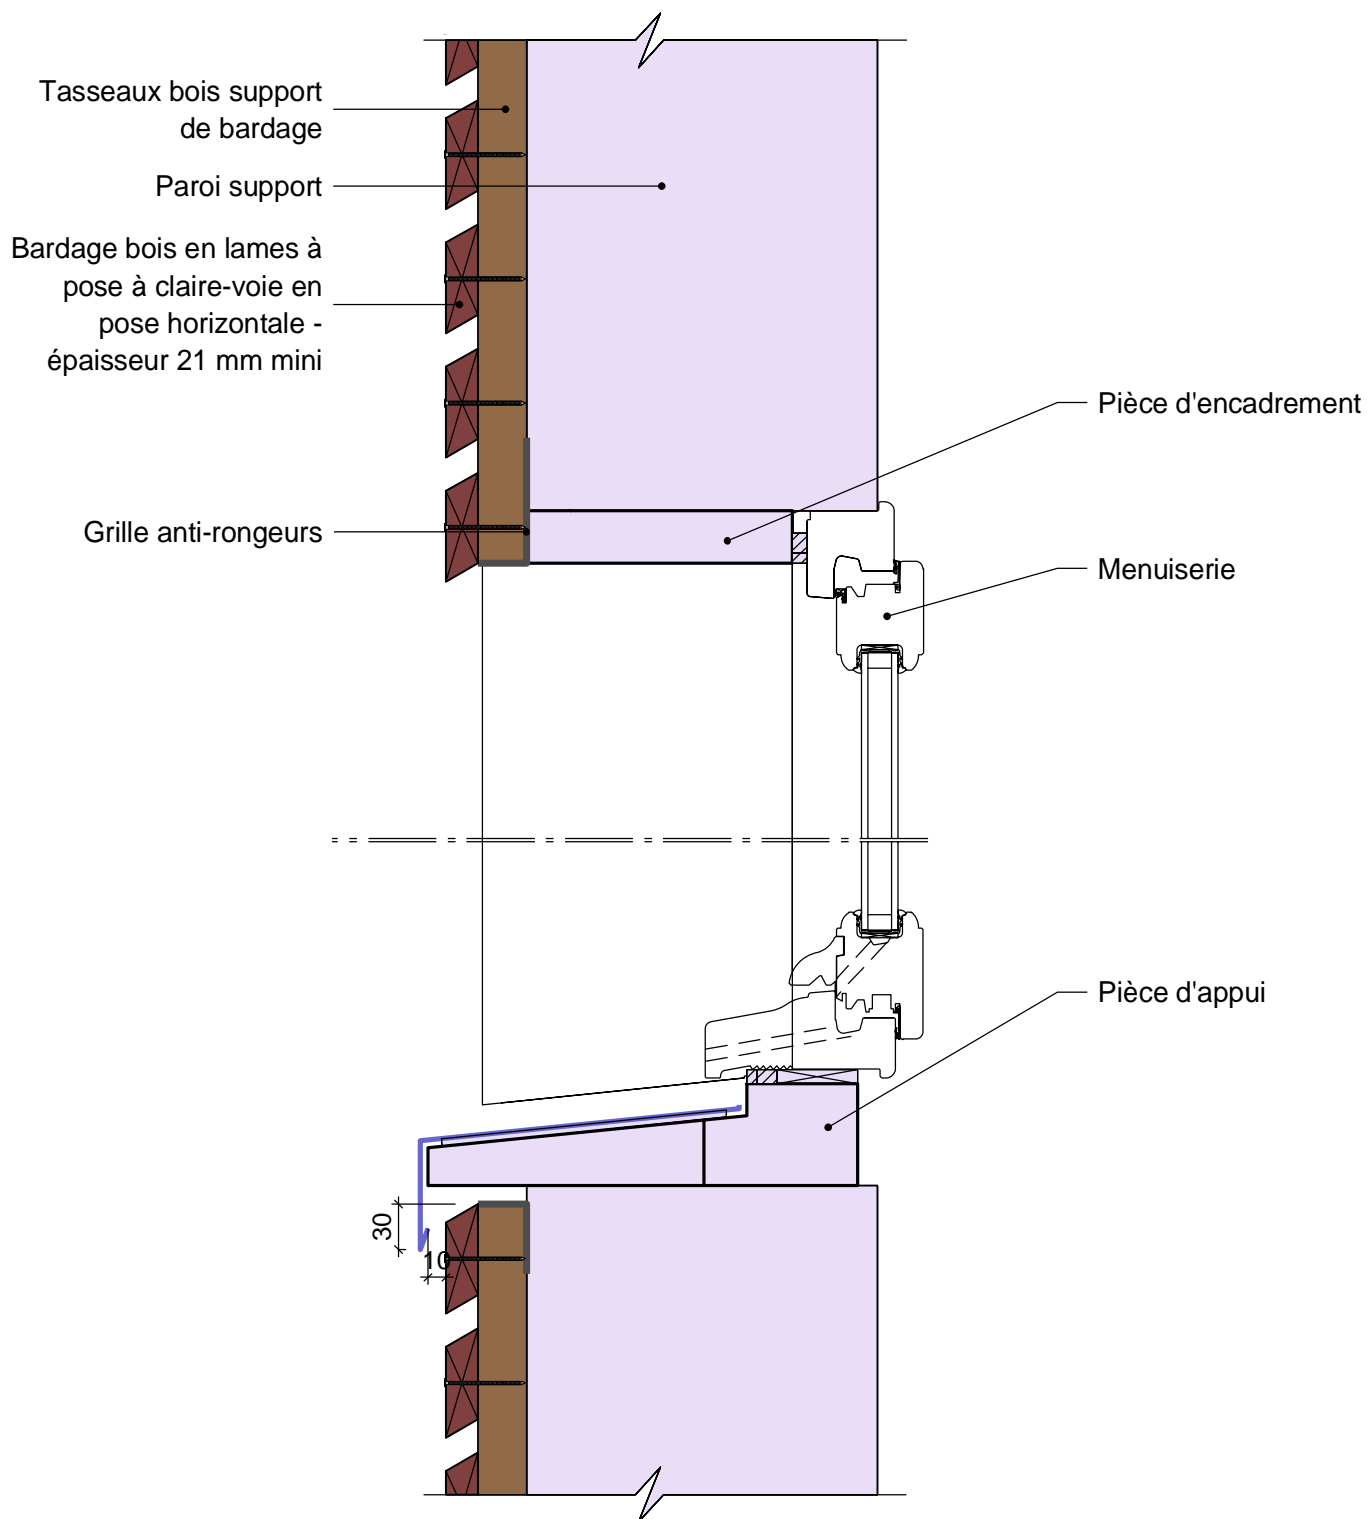 Tasseaux bois support
de bardage
Paroi support
Bardage bois en lames à
pose à claire-voie en
pose horizontale -
épaisseur 21 mm mini
Pièce d'encadrement
Grille anti-rongeurs
Menuiserie
Pièce d'appui
30
10